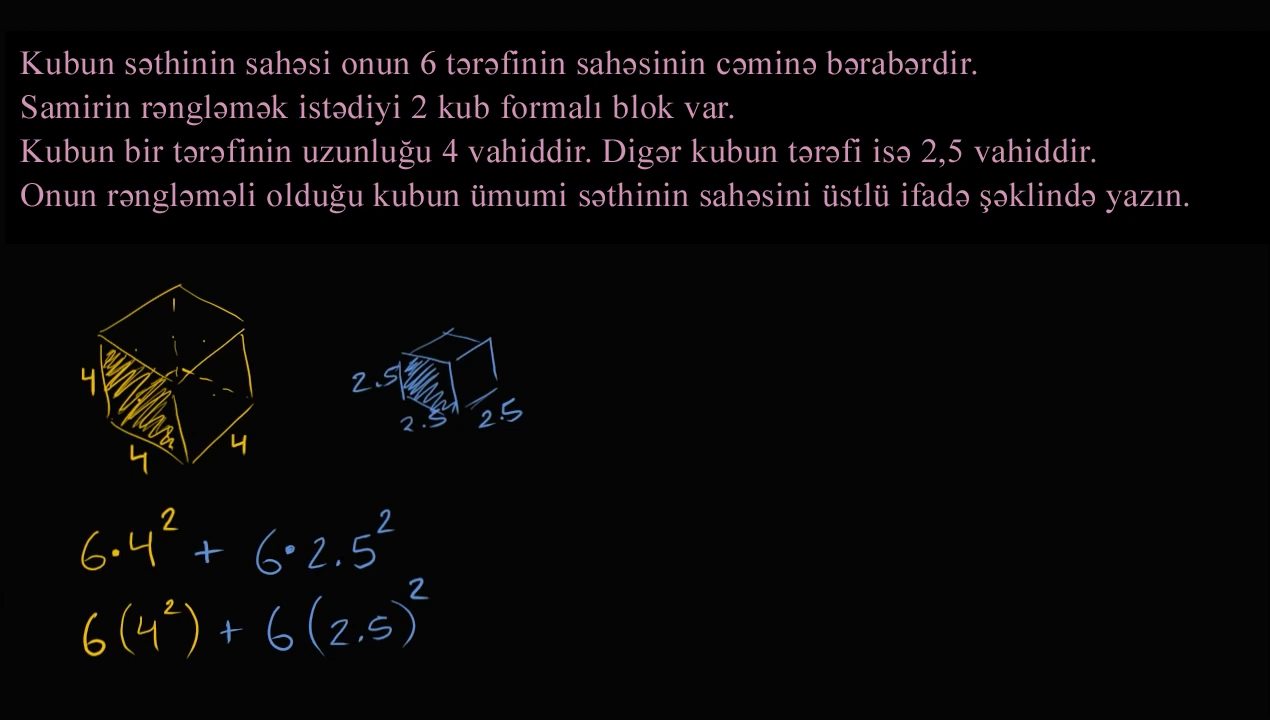 Kubun səthinin sahəsi onun 6 tərəfinin sahəsinin cəminə bərabərdir.
Samirin rəngləmək istədiyi 2 kub formalı blok var.
Kubun bir tərəfinin uzunluğu 4 vahiddir. Digər kubun tərəfi isə 2,5 vahiddir.
Onun rəngləməli olduğu kubun ümumi səthinin sahəsini üstlü ifadə şəklində yazın.
4
4
4
2.5
2.5
2.5
6·4² + 6·2.5²
6(4²) + 6(2.5)²